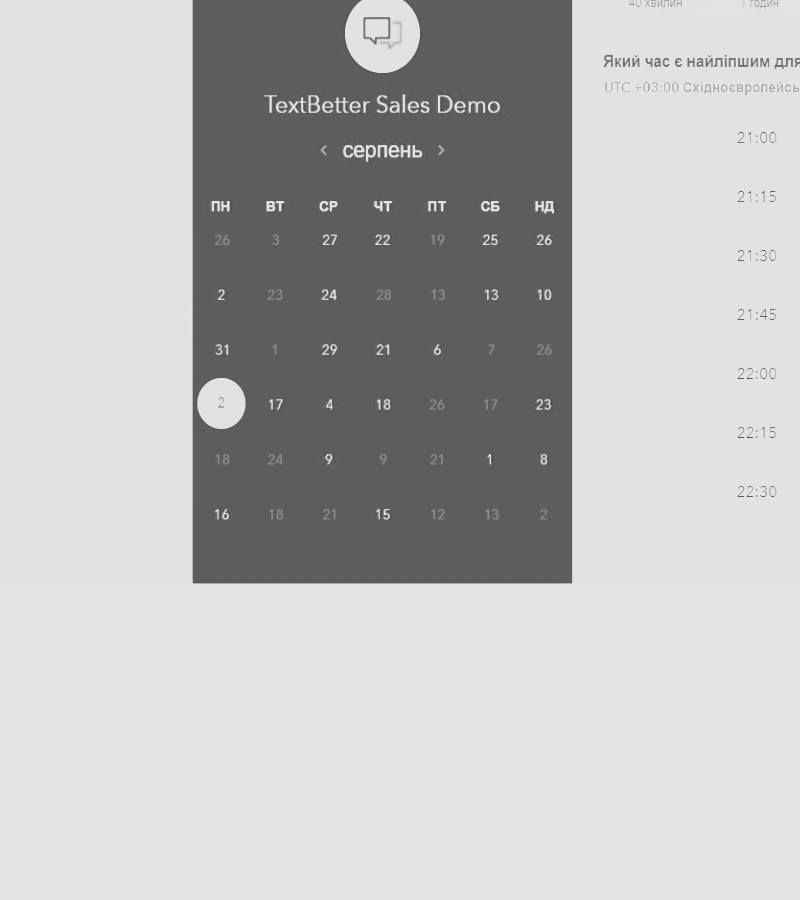 40 хвилин 1 годин
TextBetter Sales Demo
серпень
ПН ВТ СР ЧТ ПТ СБ НД
26 3 27 22 19 25 26
2 23 24 28 13 13 10
31 1 29 21 6 7 26
2 17 4 18 26 17 23
18 24 9 9 21 1 8
16 18 21 15 12 13 2
Який час є найліпшим для
UTC +03:00 Східноєвропейсь
21:00
21:15
21:30
21:45
22:00
22:15
22:30